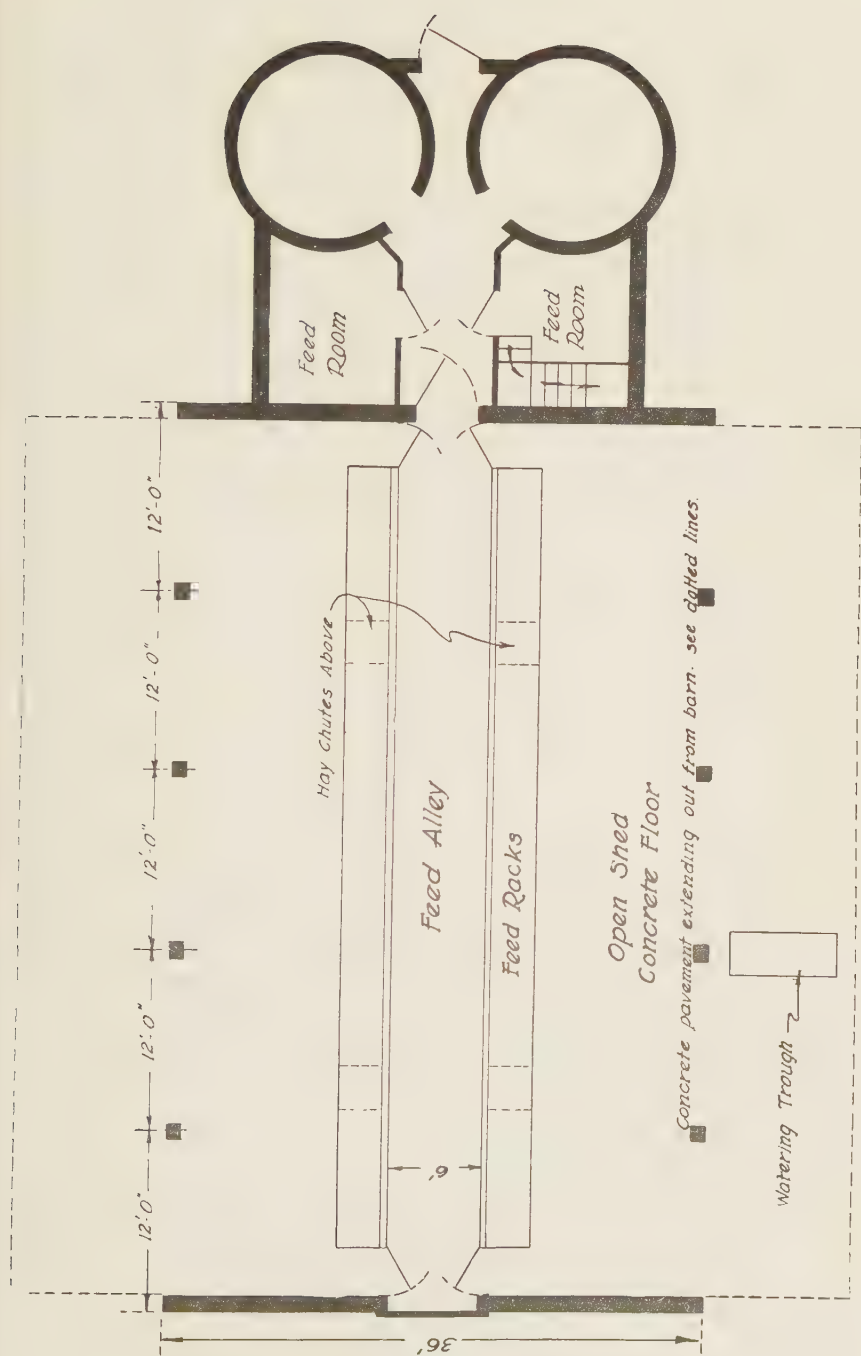 Feed
Room
Feed
Room
12'-0"
12'-0"
12'-0"
12'-0"
12'-0"
Hay Chutes Above
Feed Alley
Feed Racks
6'
Open Shed
Concrete Floor
Concrete pavement extending out from barn. see dotted lines.
Watering Trough
36'